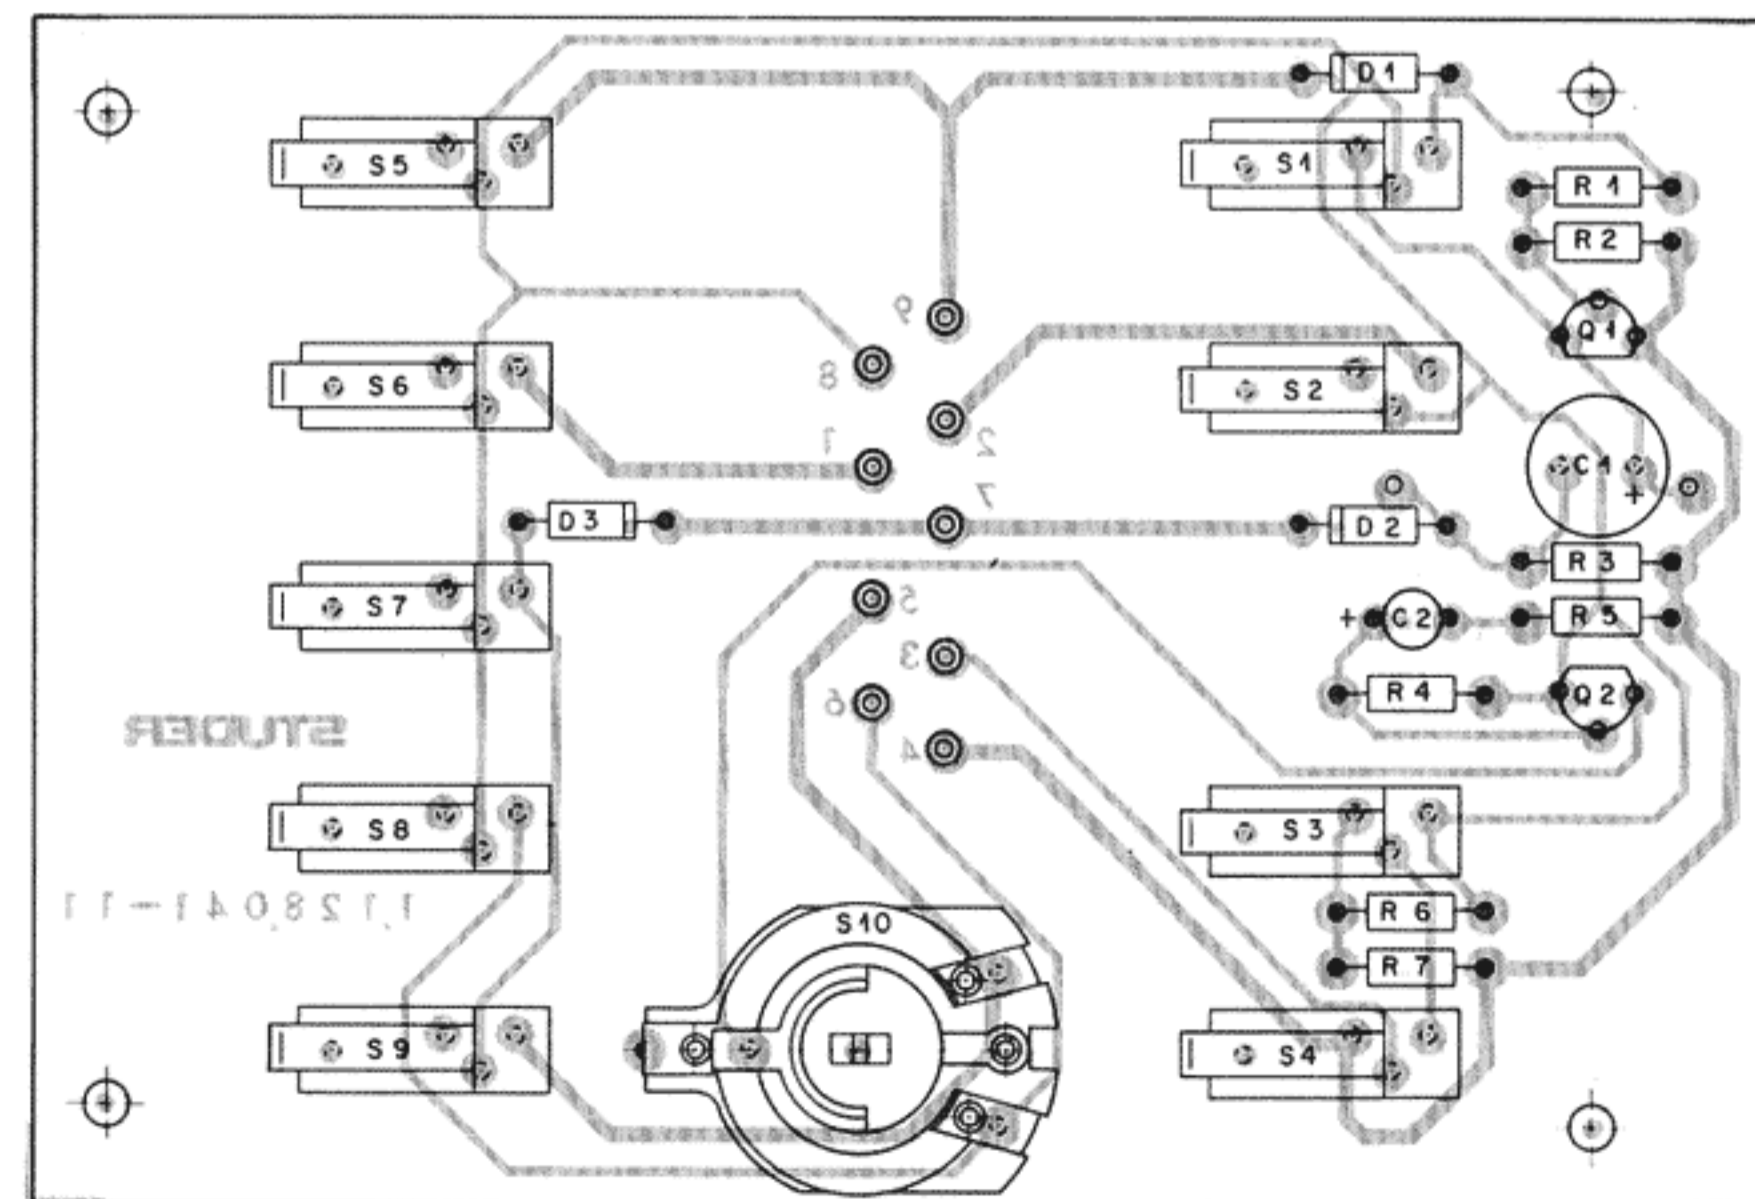 D1
S5
S1
R1
R2
9
Q1
8
S6
S2
2
1
C1
+
7
D3
D2
R3
5
S7
+
C2
R5
3
R4
Q2
6
STUDER
4
S8
S3
1.128.041-11
R6
S10
R7
S9
S4